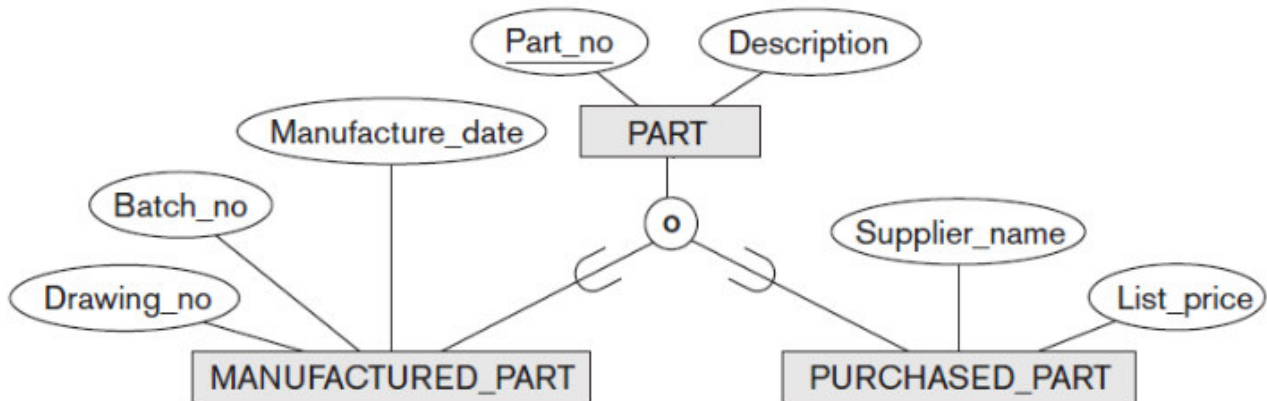 Part_no
Description
Manufacture_date
PART
Batch_no
o
Supplier_name
Drawing_no
List_price
MANUFACTURED_PART
PURCHASED_PART